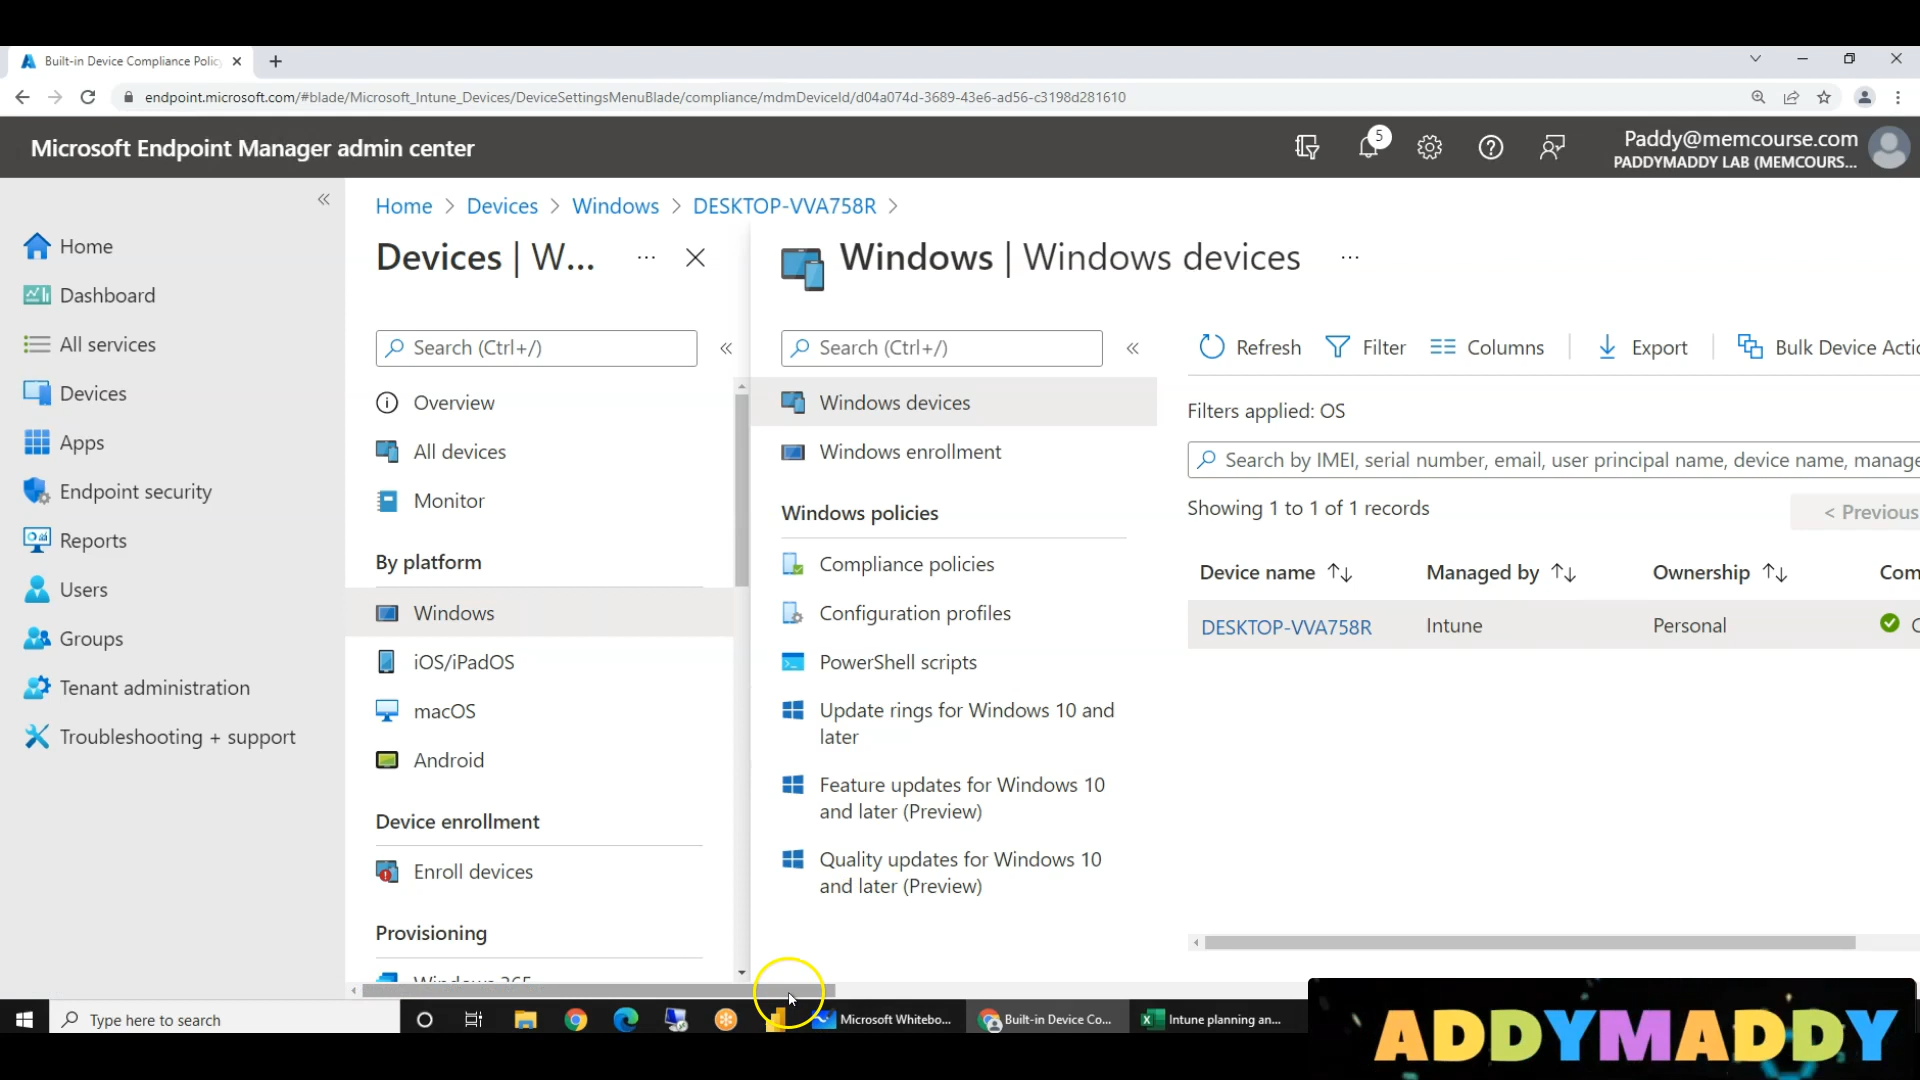 Built-in Device Compliance Polic
endpoint.microsoft.com/#blade/Microsoft_Intune_Devices/DeviceSettingsMenuBlade/compliance/mdmDeviceId/d04a074d-3689-43e6-ad56-c3198d281610
Microsoft Endpoint Manager admin center
5
Paddy@memcourse.com
PADDYMADDY LAB (MEMCOURS...
Home
Dashboard
All services
Devices
Apps
Endpoint security
Reports
Users
Groups
Tenant administration
Troubleshooting + support
Home > Devices > Windows > DESKTOP-VVA758R >
Devices | W... ...
Search (Ctrl+/)
Overview
All devices
Monitor
By platform
Windows
iOS/iPadOS
macOS
Android
Device enrollment
Enroll devices
Provisioning
Windows 365
Windows | Windows devices ...
Search (Ctrl+/)
Windows devices
Windows enrollment
Windows policies
Compliance policies
Configuration profiles
PowerShell scripts
Update rings for Windows 10 and
later
Feature updates for Windows 10
and later (Preview)
Quality updates for Windows 10
and later (Preview)
Refresh Filter Columns Export Bulk Device Actic
Filters applied: OS
Search by IMEI, serial number, email, user principal name, device name, manage
Showing 1 to 1 of 1 records
< Previous
Device name Managed by Ownership Com
DESKTOP-VVA758R Intune Personal C
Type here to search
Microsoft Whitebo...
Built-in Device Co...
Intune planning an...
ADDYMADDY